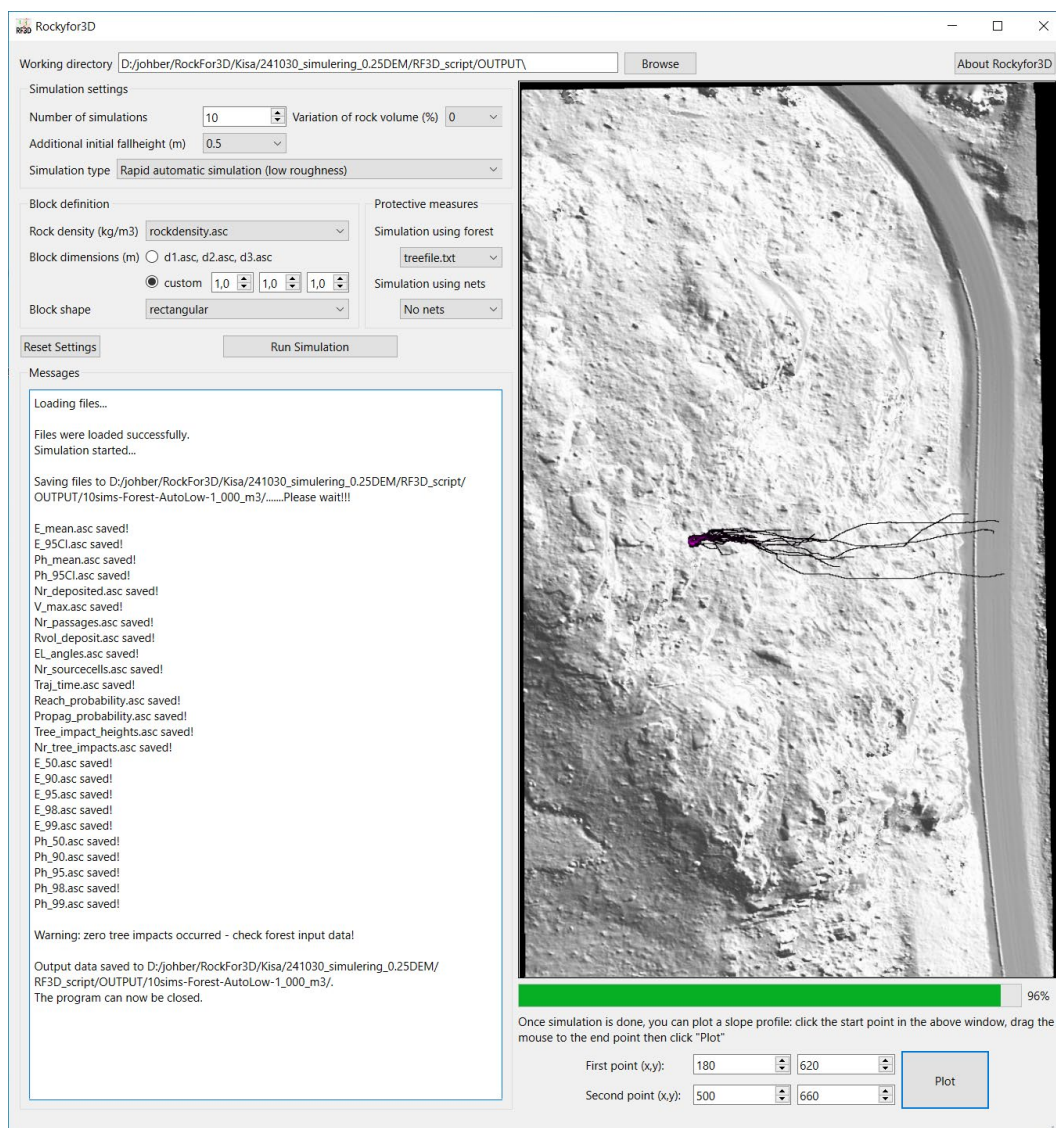 RF3D Rockyfor3D
Working directory D:/johber/RockFor3D/Kisa/241030_simulering_0.25DEM/RF3D_script/OUTPUT\ Browse About Rockyfor3D
Simulation settings
Number of simulations 10 Variation of rock volume (%) 0
Additional initial fallheight (m) 0.5
Simulation type Rapid automatic simulation (low roughness)
Block definition
Rock density (kg/m3) rockdensity.asc
Block dimensions (m) d1.asc, d2.asc, d3.asc
custom 1,0 1,0 1,0
Block shape rectangular
Protective measures
Simulation using forest
treefile.txt
Simulation using nets
No nets
Reset Settings Run Simulation
Messages
Loading files...
Files were loaded successfully.
Simulation started...
Saving files to D:/johber/RockFor3D/Kisa/241030_simulering_0.25DEM/RF3D_script/
OUTPUT/10sims-Forest-AutoLow-1_000_m3/......Please wait!!!
E_mean.asc saved!
E_95CI.asc saved!
Ph_mean.asc saved!
Ph_95CI.asc saved!
Nr_deposited.asc saved!
V_max.asc saved!
Nr_passages.asc saved!
Rvol_deposit.asc saved!
EL_angles.asc saved!
Nr_sourcecells.asc saved!
Traj_time.asc saved!
Reach_probability.asc saved!
Propag_probability.asc saved!
Tree_impact_heights.asc saved!
Nr_tree_impacts.asc saved!
E_50.asc saved!
E_90.asc saved!
E_95.asc saved!
E_98.asc saved!
E_99.asc saved!
Ph_50.asc saved!
Ph_90.asc saved!
Ph_95.asc saved!
Ph_98.asc saved!
Ph_99.asc saved!
Warning: zero tree impacts occurred - check forest input data!
Output data saved to D:/johber/RockFor3D/Kisa/241030_simulering_0.25DEM/
RF3D_script/OUTPUT/10sims-Forest-AutoLow-1_000_m3/.
The program can now be closed.
96%
Once simulation is done, you can plot a slope profile: click the start point in the above window, drag the
mouse to the end point then click "Plot"
First point (x,y): 180 620
Second point (x,y): 500 660
Plot